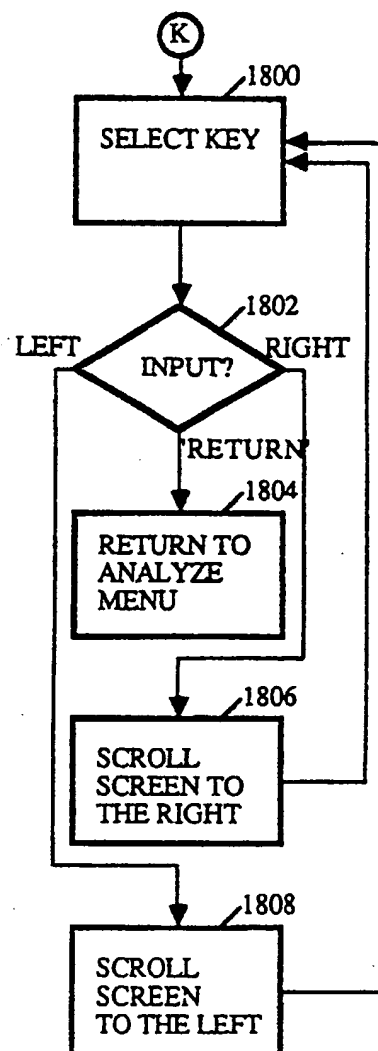 K
1800
SELECT KEY
1802
LEFT
INPUT?
RIGHT
'RETURN'
1804
RETURN TO
ANALYZE
MENU
1806
SCROLL
SCREEN TO
THE RIGHT
1808
SCROLL
SCREEN
TO THE LEFT